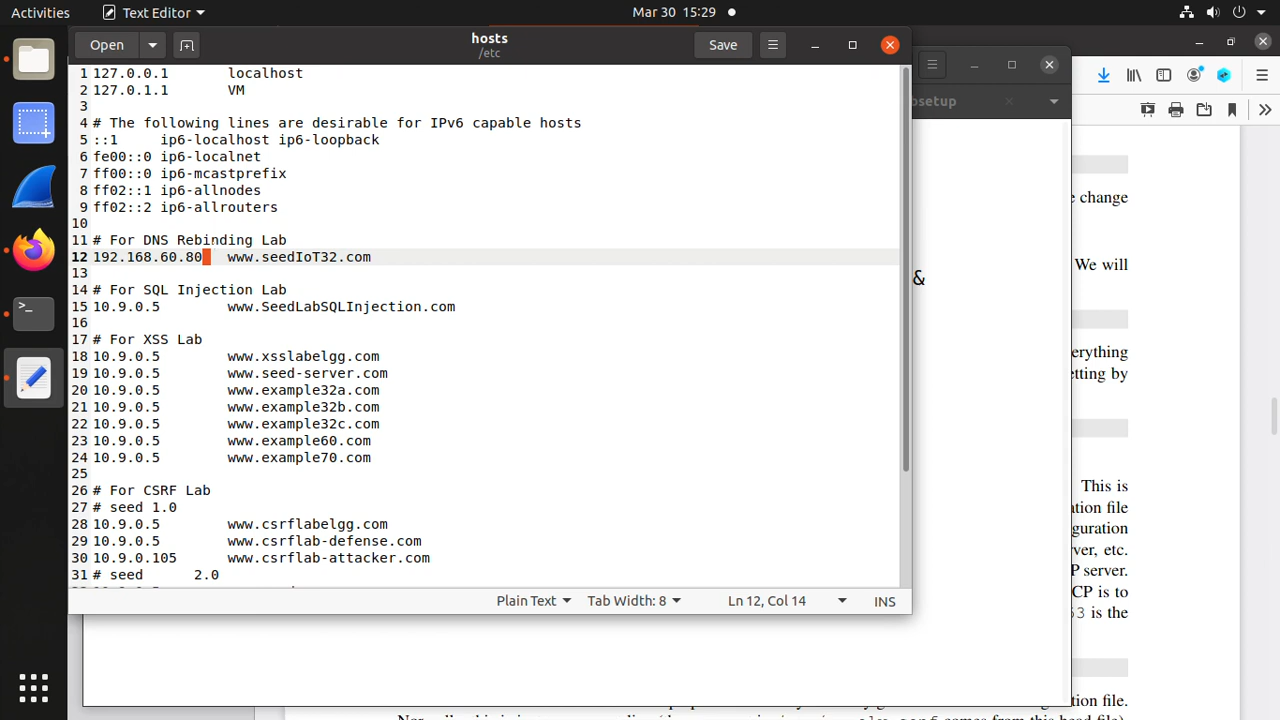 Activities Text Editor Mar 30 15:29
Open hosts Save
/etc
1 127.0.0.1 localhost
2 127.0.1.1 VM
3
4 # The following lines are desirable for IPv6 capable hosts
5 ::1 ip6-localhost ip6-loopback
6 fe00::0 ip6-localnet
7 ff00::0 ip6-mcastprefix
8 ff02::1 ip6-allnodes
9 ff02::2 ip6-allrouters
10
11 # For DNS Rebinding Lab
12 192.168.60.80 www.seedIoT32.com
13
14 # For SQL Injection Lab
15 10.9.0.5 www.SeedLabSQLInjection.com
16
17 # For XSS Lab
18 10.9.0.5 www.xsslabelgg.com
19 10.9.0.5 www.seed-server.com
20 10.9.0.5 www.example32a.com
21 10.9.0.5 www.example32b.com
22 10.9.0.5 www.example32c.com
23 10.9.0.5 www.example60.com
24 10.9.0.5 www.example70.com
25
26 # For CSRF Lab
27 # seed 1.0
28 10.9.0.5 www.csrflabelgg.com
29 10.9.0.5 www.csrflab-defense.com
30 10.9.0.105 www.csrflab-attacker.com
31 # seed 2.0
Plain Text Tab Width: 8 Ln 12, Col 14 INS
osetup
&
e change
We will
erything
etting by
This is
ation file
guration
rver, etc.
P server.
CP is to
53 is the
tion file.